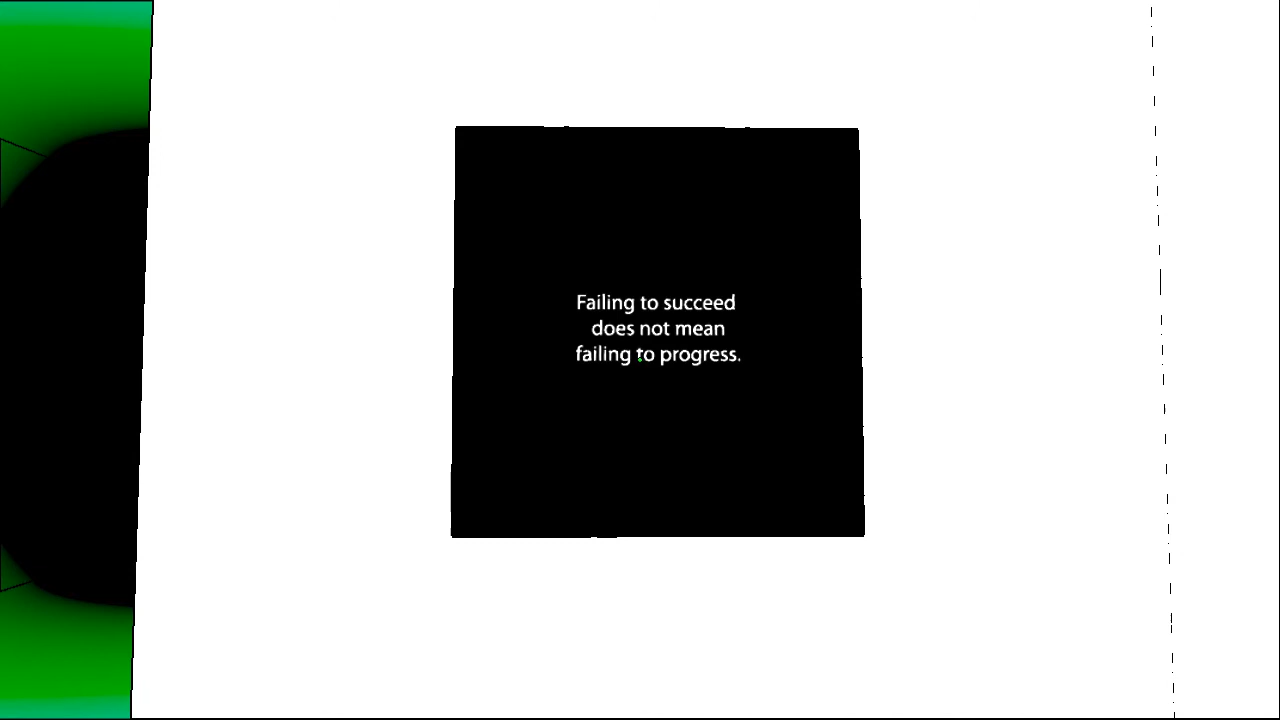 Failing to succeed
does not mean
failing to progress.